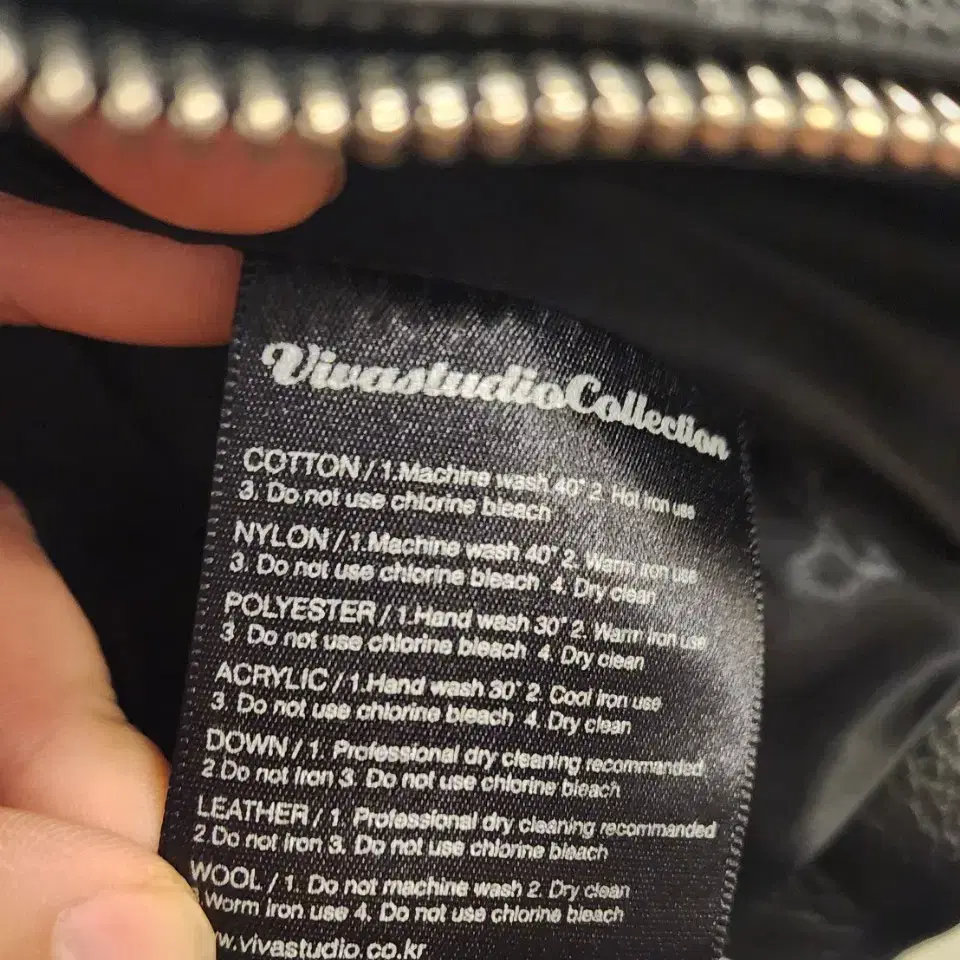 VivastudioCollection
COTTON / 1.Machine wash 40° 2. Hot iron use
3. Do not use chlorine bleach
NYLON / 1.Machine wash 40° 2. Warm iron use
3. Do not use chlorine bleach 4. Dry clean
POLYESTER / 1.Hand wash 30° 2. Warm iron use
3. Do not use chlorine bleach 4. Dry clean
ACRYLIC / 1.Hand wash 30° 2. Cool iron use
3. Do not use chlorine bleach 4. Dry clean
DOWN / 1. Professional dry cleaning recommanded
2.Do not iron 3. Do not use chlorine bleach
LEATHER / 1. Professional dry cleaning recommanded
2.Do not iron 3. Do not use chlorine bleach
WOOL / 1. Do not machine wash 2. Dry clean
.Worm iron use 4. Do not use chlorine bleach
w.vivastudio.co.kr